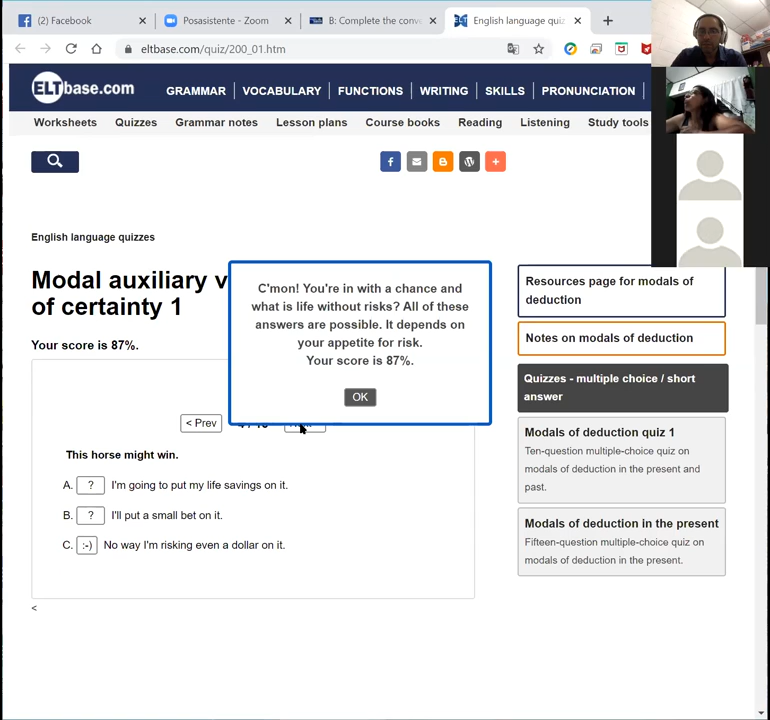 (2) Facebook
Posasistente - Zoom
B: Complete the conv
English language quiz
eltbase.com/quiz/200_01.htm
ELTbase.com
GRAMMAR
VOCABULARY
FUNCTIONS
WRITING
SKILLS
PRONUNCIATION
Worksheets
Quizzes
Grammar notes
Lesson plans
Course books
Reading
Listening
Study tools
English language quizzes
Modal auxiliary v
of certainty 1
Your score is 87%.
C'mon! You're in with a chance and
what is life without risks? All of these
answers are possible. It depends on
your appetite for risk.
Your score is 87%.
OK
< Prev
This horse might win.
A. ? I'm going to put my life savings on it.
B. ? I'll put a small bet on it.
C. :-) No way I'm risking even a dollar on it.
<
Resources page for modals of
deduction
Notes on modals of deduction
Quizzes - multiple choice / short
answer
Modals of deduction quiz 1
Ten-question multiple-choice quiz on
modals of deduction in the present and
past.
Modals of deduction in the present
Fifteen-question multiple-choice quiz on
modals of deduction in the present.